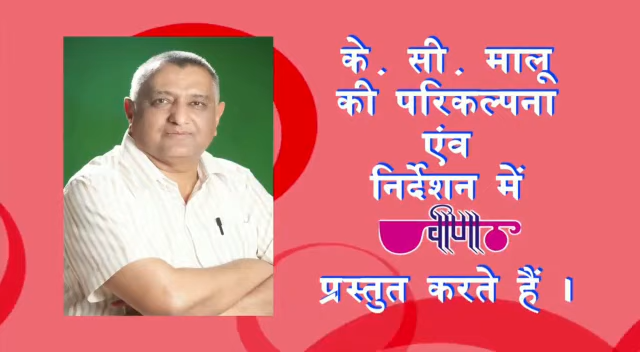 के. सी. मालू
की परिकल्पना
एंव
निर्देशन में
वीणा
प्रस्तुत करते हैं ।